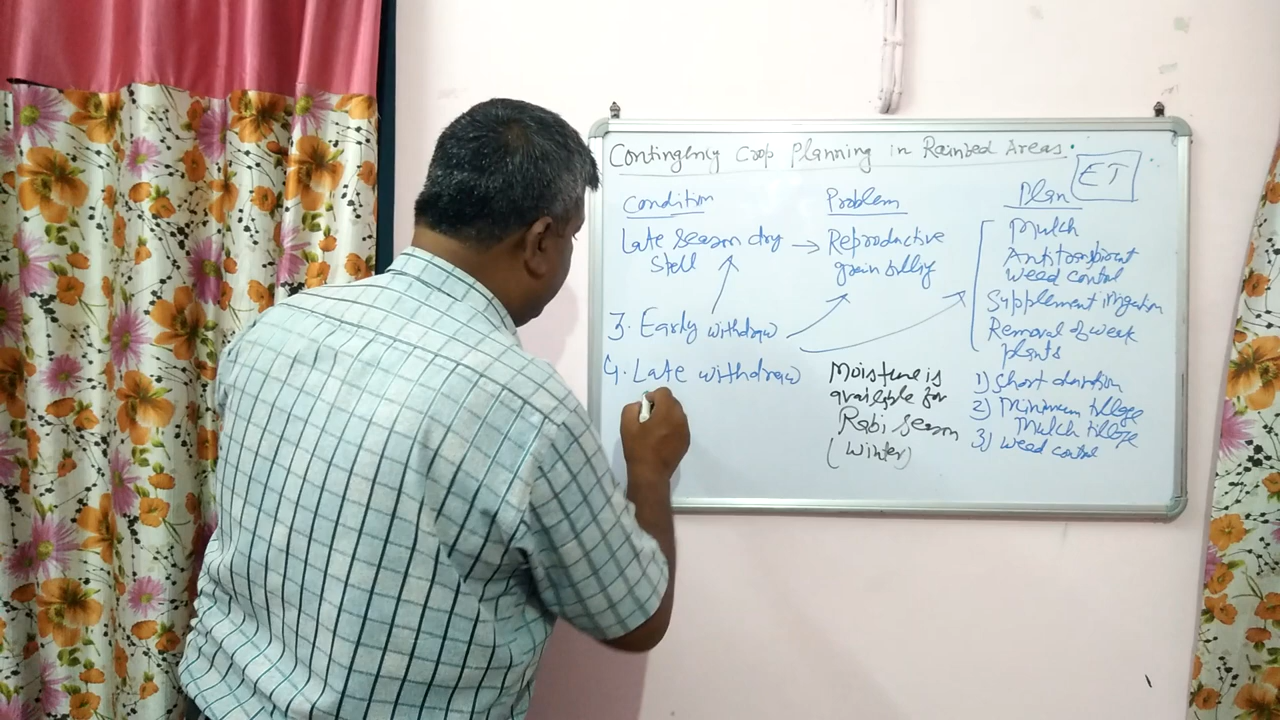 Contingency Crop Planning in Rainfed Areas.
ET
Condition Problem Plan
Late season dry → Reproductive
Spell grain filling
Mulch
Antitranspirant
weed control
Supplement irrigation
Removal of weak
plants
3. Early withdraw
4. Late withdraw
Moisture is
available for
Rabi season
(Winter)
1) Short duration
2) Minimum tillage
Mulch tillage
3) weed control